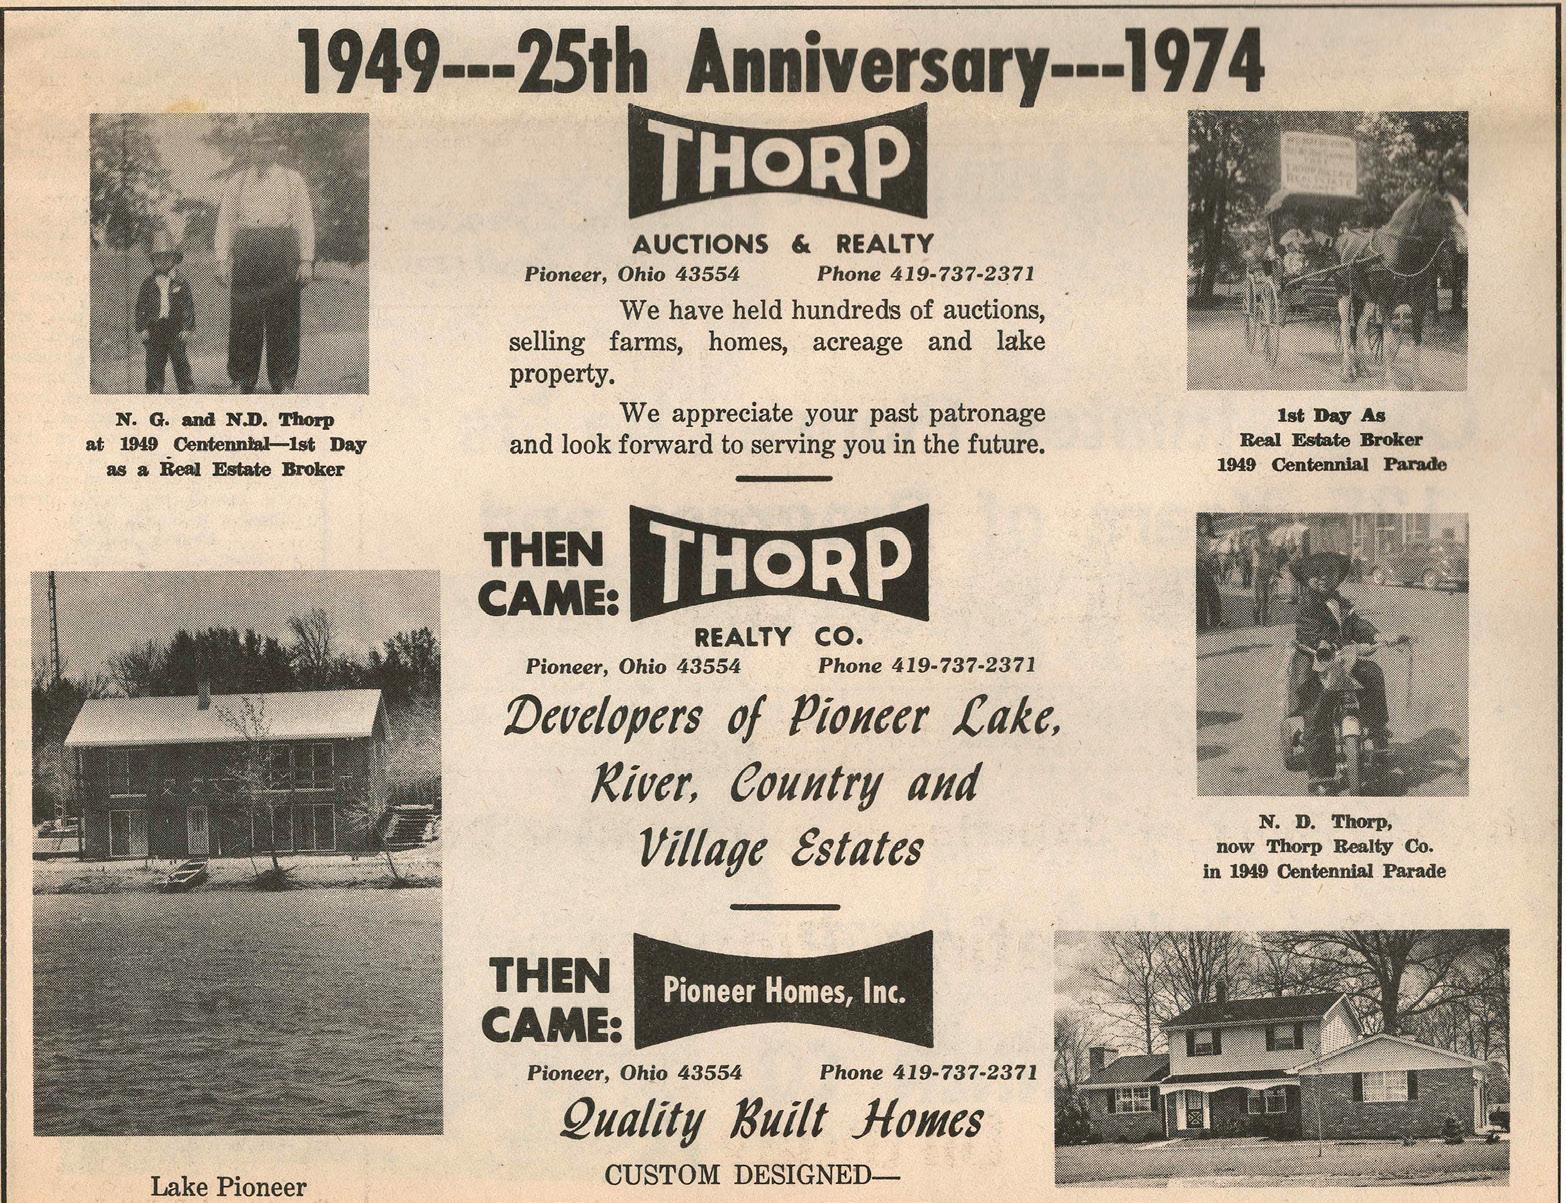 1949---25th Anniversary---1974
THORP
AUCTIONS & REALTY
Pioneer, Ohio 43554 Phone 419-737-2371
We have held hundreds of auctions,
selling farms, homes, acreage and lake
property.
We appreciate your past patronage
and look forward to serving you in the future.
N. G. and N.D. Thorp
at 1949 Centennial—1st Day
as a Real Estate Broker
REAL ESTATE
1st Day As
Real Estate Broker
1949 Centennial Parade
THEN
CAME:
THORP
REALTY CO.
Pioneer, Ohio 43554 Phone 419-737-2371
Developers of Pioneer Lake,
River, Country and
Village Estates
N. D. Thorp,
now Thorp Realty Co.
in 1949 Centennial Parade
THEN
CAME:
Pioneer Homes, Inc.
Pioneer, Ohio 43554 Phone 419-737-2371
Quality Built Homes
CUSTOM DESIGNED—
Lake Pioneer